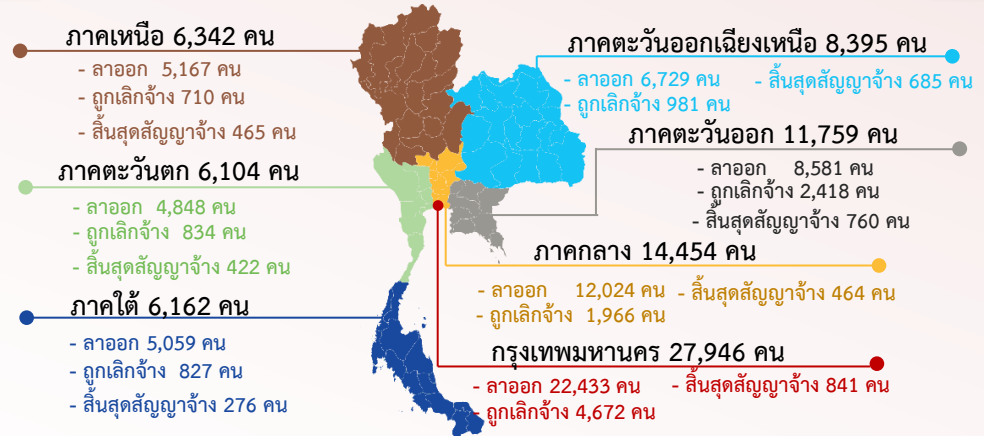 ภาคเหนือ 6,342 คน
- ลาออก 5,167 คน
- ถูกเลิกจ้าง 710 คน
- สิ้นสุดสัญญาจ้าง 465 คน
ภาคตะวันออกเฉียงเหนือ 8,395 คน
- ลาออก 6,729 คน - สิ้นสุดสัญญาจ้าง 685 คน
- ถูกเลิกจ้าง 981 คน
ภาคตะวันออก 11,759 คน
- ลาออก 8,581 คน
- ถูกเลิกจ้าง 2,418 คน
- สิ้นสุดสัญญาจ้าง 760 คน
ภาคตะวันตก 6,104 คน
- ลาออก 4,848 คน
- ถูกเลิกจ้าง 834 คน
- สิ้นสุดสัญญาจ้าง 422 คน
ภาคกลาง 14,454 คน
- ลาออก 12,024 คน - สิ้นสุดสัญญาจ้าง 464 คน
- ถูกเลิกจ้าง 1,966 คน
ภาคใต้ 6,162 คน
- ลาออก 5,059 คน
- ถูกเลิกจ้าง 827 คน
- สิ้นสุดสัญญาจ้าง 276 คน
กรุงเทพมหานคร 27,946 คน
- ลาออก 22,433 คน - สิ้นสุดสัญญาจ้าง 841 คน
- ถูกเลิกจ้าง 4,672 คน